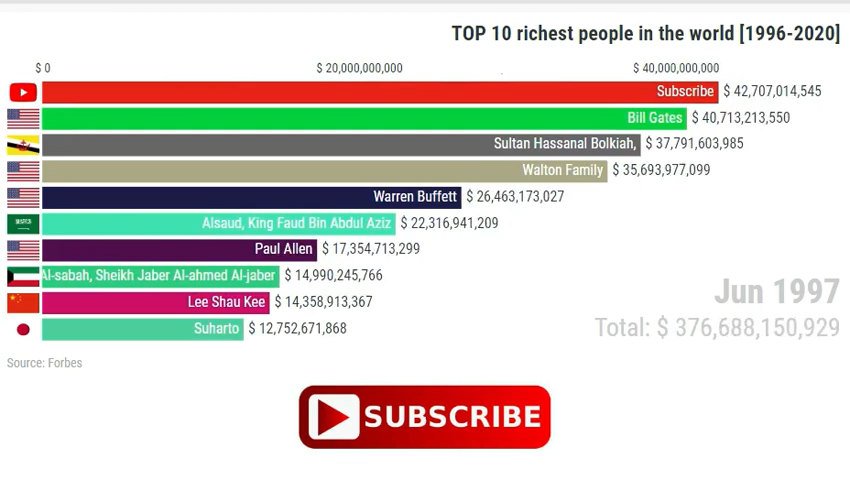 TOP 10 richest people in the world [1996-2020]
$ 0 $ 20,000,000,000 $ 40,000,000,000
Subscribe $ 42,707,014,545
Bill Gates $ 40,713,213,550
Sultan Hassanal Bolkiah, $ 37,791,603,985
Walton Family $ 35,693,977,099
Warren Buffett $ 26,463,173,027
Alsaud, King Faud Bin Abdul Aziz $ 22,316,941,209
Paul Allen $ 17,354,713,299
Al-sabah, Sheikh Jaber Al-ahmed Al-jaber $ 14,990,245,766
Lee Shau Kee $ 14,358,913,367
Suharto $ 12,752,671,868
Jun 1997
Total: $ 376,688,150,929
Source: Forbes
SUBSCRIBE